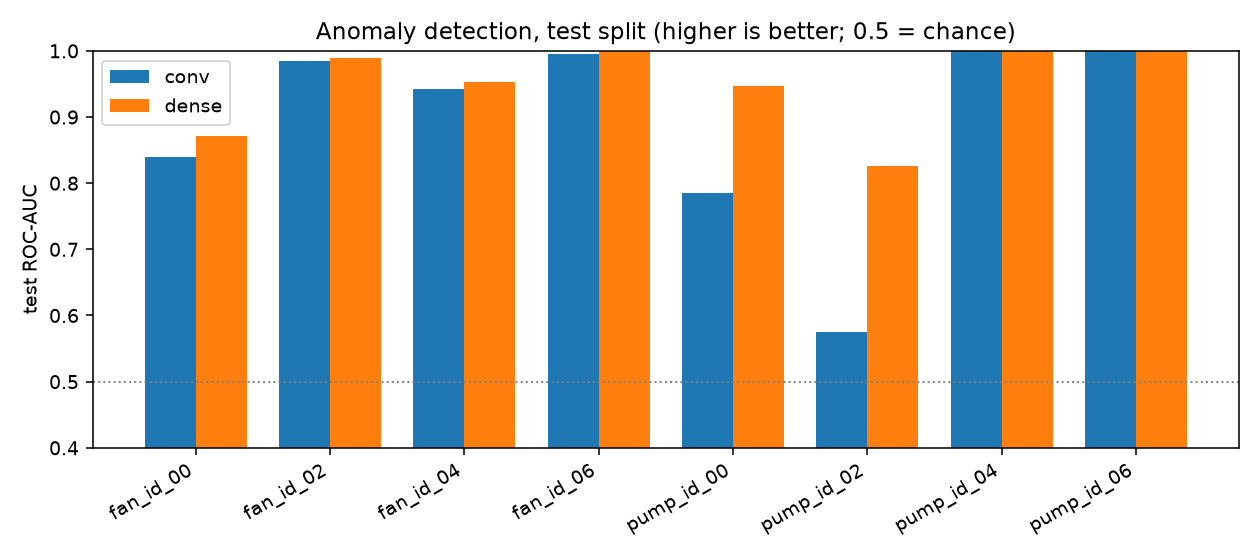 Anomaly detection, test split (higher is better; 0.5 = chance)
conv
dense
test ROC-AUC
1.0
0.9
0.8
0.7
0.6
0.5
0.4
fan_id_00
fan_id_02
fan_id_04
fan_id_06
pump_id_00
pump_id_02
pump_id_04
pump_id_06